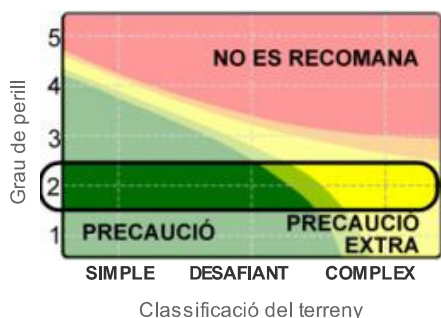 Grau de perill
5
4
3
2
1
NO ES RECOMANA
PRECAUCIÓ
PRECAUCIÓ
EXTRA
SIMPLE DESAFIANT COMPLEX
Classificació del terreny